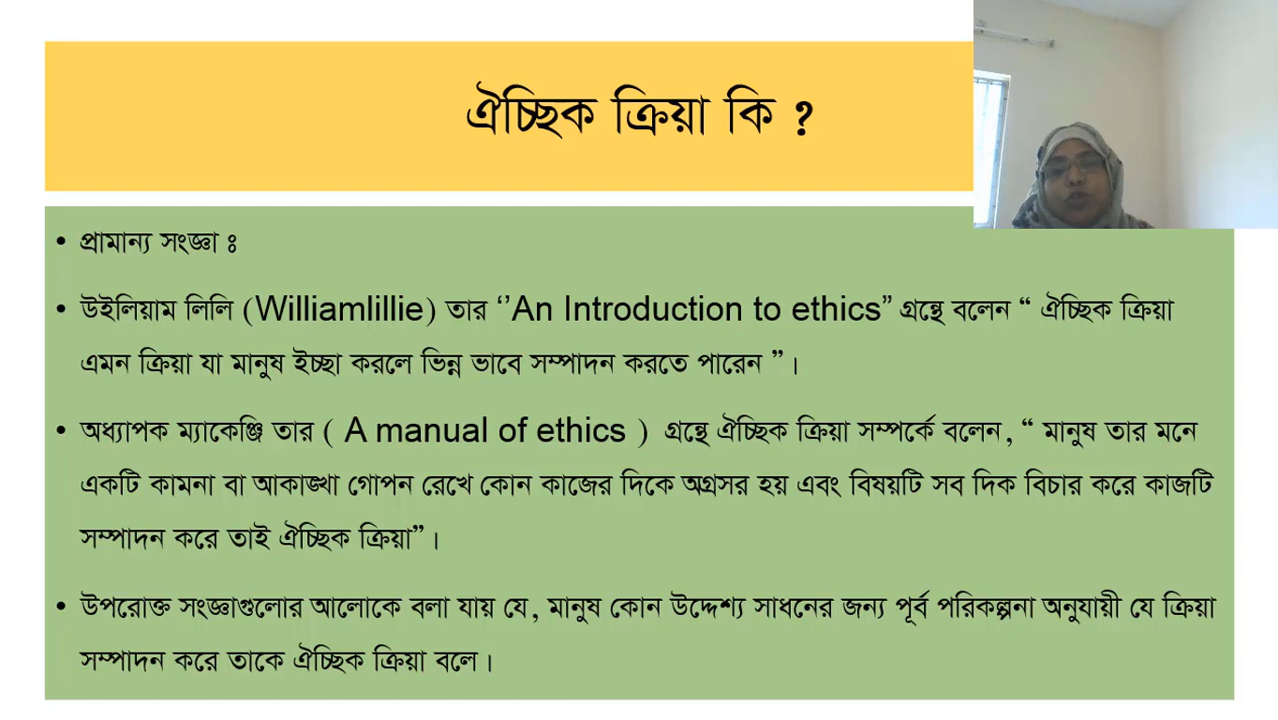 ঐচ্ছিক ক্রিয়া কি ?
• প্রামান্য সংজ্ঞা ঃ
• উইলিয়াম লিলি (Williamlillie) তার ‘’An Introduction to ethics” গ্রন্থে বলেন “ ঐচ্ছিক ক্রিয়া
এমন ক্রিয়া যা মানুষ ইচ্ছা করলে ভিন্ন ভাবে সম্পাদন করতে পারেন ”।
• অধ্যাপক ম্যাকেঞ্জি তার ( A manual of ethics ) গ্রন্থে ঐচ্ছিক ক্রিয়া সম্পর্কে বলেন, “ মানুষ তার মনে
একটি কামনা বা আকাঙ্খা গোপন রেখে কোন কাজের দিকে অগ্রসর হয় এবং বিষয়টি সব দিক বিচার করে কাজটি
সম্পাদন করে তাই ঐচ্ছিক ক্রিয়া”।
• উপরোক্ত সংজ্ঞাগুলোর আলোকে বলা যায় যে, মানুষ কোন উদ্দেশ্য সাধনের জন্য পূর্ব পরিকল্পনা অনুযায়ী যে ক্রিয়া
সম্পাদন করে তাকে ঐচ্ছিক ক্রিয়া বলে।